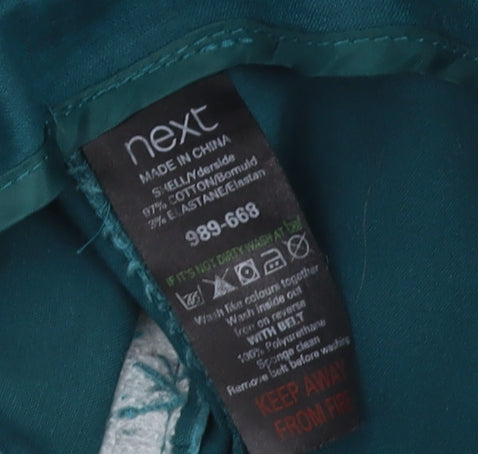 next
MADE IN CHINA
SHELL/Yderside
97% COTTON/Bomuld
3% ELASTANE/Elastan
989-668
IF IT'S NOT DIRTY WASH AT
Wash like colours together
Wash inside out
Iron on reverse
WITH BELT
100% Polyurethane
Sponge clean
Remove belt before washing
KEEP AWAY
FROM FIRE